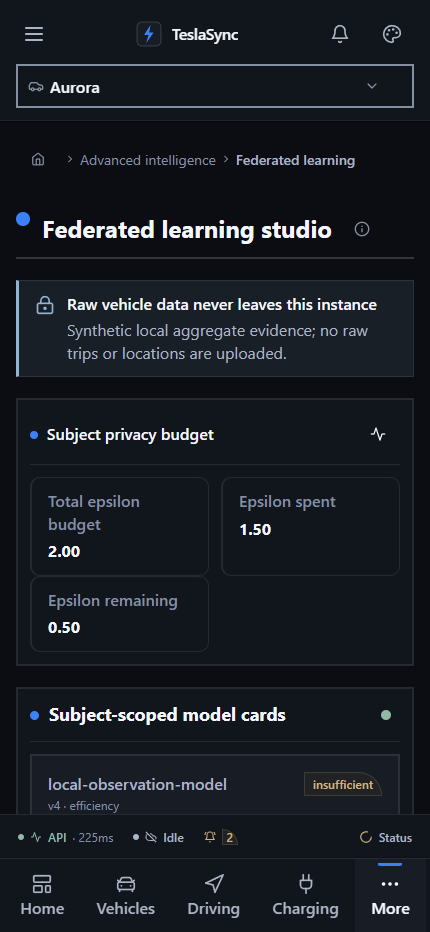 TeslaSync
Aurora
Advanced intelligence
Federated learning
Federated learning studio
Raw vehicle data never leaves this instance
Synthetic local aggregate evidence; no raw
trips or locations are uploaded.
Subject privacy budget
Total epsilon
budget
2.00
Epsilon spent
1.50
Epsilon remaining
0.50
Subject-scoped model cards
local-observation-model
insufficient
v4 · efficiency
API · 225ms
Idle
2
Status
Home
Vehicles
Driving
Charging
More